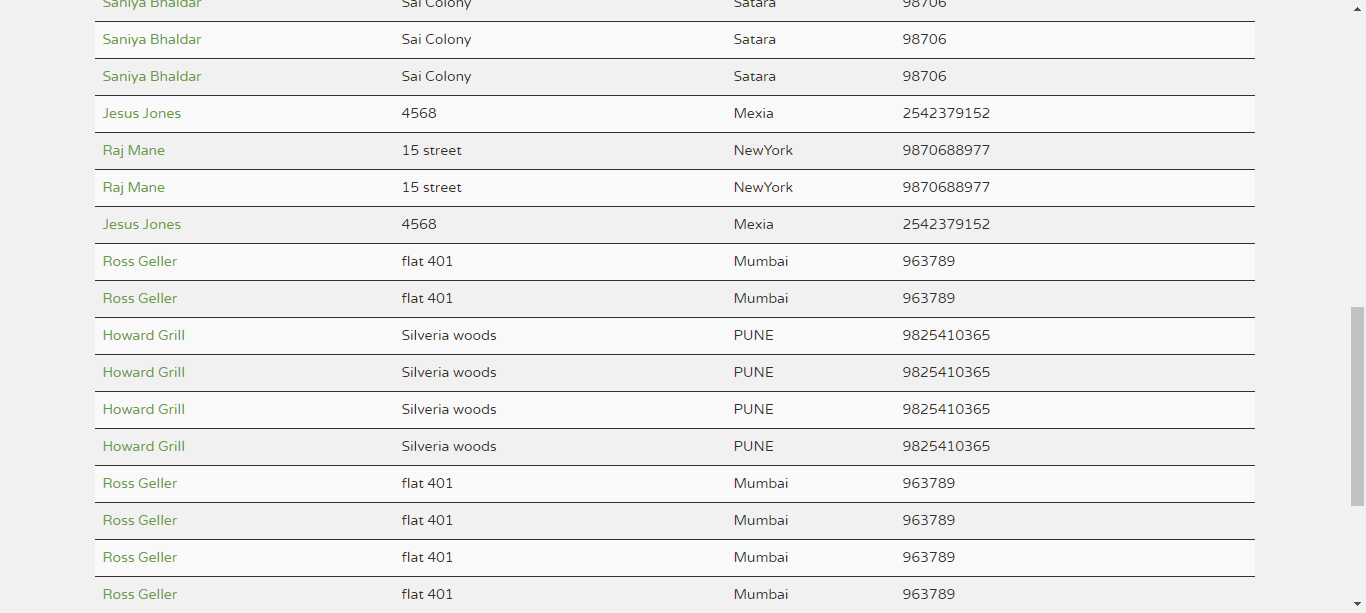 Saniya Bhaldar Sai Colony Satara 98706
Saniya Bhaldar Sai Colony Satara 98706
Saniya Bhaldar Sai Colony Satara 98706
Jesus Jones 4568 Mexia 2542379152
Raj Mane 15 street NewYork 9870688977
Raj Mane 15 street NewYork 9870688977
Jesus Jones 4568 Mexia 2542379152
Ross Geller flat 401 Mumbai 963789
Ross Geller flat 401 Mumbai 963789
Howard Grill Silveria woods PUNE 9825410365
Howard Grill Silveria woods PUNE 9825410365
Howard Grill Silveria woods PUNE 9825410365
Howard Grill Silveria woods PUNE 9825410365
Ross Geller flat 401 Mumbai 963789
Ross Geller flat 401 Mumbai 963789
Ross Geller flat 401 Mumbai 963789
Ross Geller flat 401 Mumbai 963789